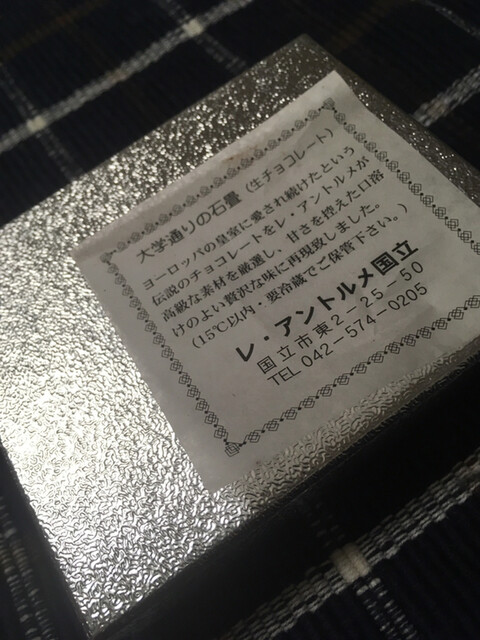 大学通りの石畳（生チョコレート）
ヨーロッパの皇室に愛され続けたという
伝説のチョコレートをレ・アントルメが
高級な素材を厳選し、甘さを控えた口溶
けのよい贅沢な味に再現致しました。
（15℃以内・要冷蔵でご保管下さい。）
レ・アントルメ国立
国立市東2－25－50
TEL 042－574－0205